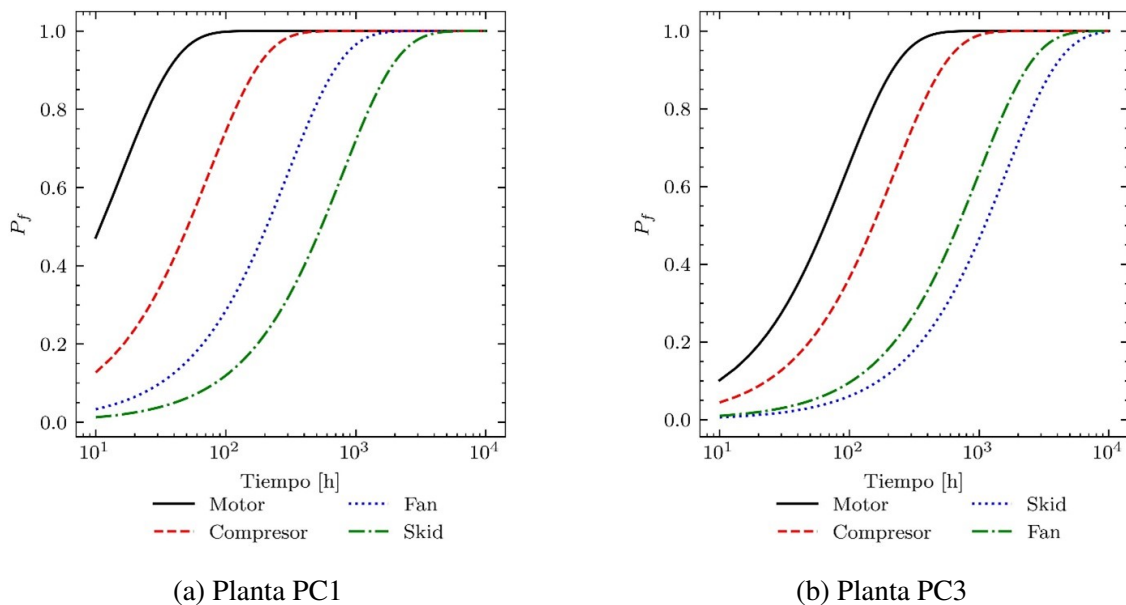 1.0
0.8
0.6
0.4
0.2
0.0
P_f
10^1 10^2 10^3 10^4
Tiempo [h]
Motor Fan
Compresor Skid
(a) Planta PC1
1.0
0.8
0.6
0.4
0.2
0.0
P_f
10^1 10^2 10^3 10^4
Tiempo [h]
Motor Skid
Compresor Fan
(b) Planta PC3